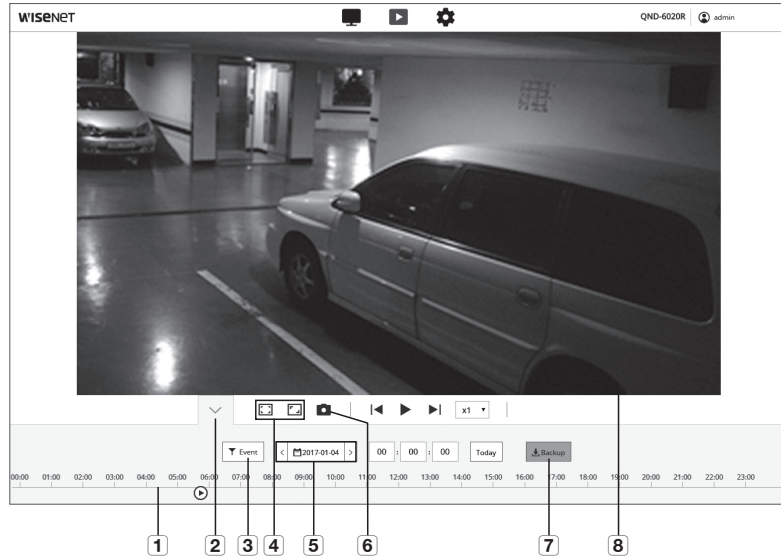 WISENET QND-6020R admin
x1
Event 2017-01-04 00 : 00 : 00 Today Backup
00:00 01:00 02:00 03:00 04:00 05:00 06:00 07:00 08:00 09:00 10:00 11:00 12:00 13:00 14:00 15:00 16:00 17:00 18:00 19:00 20:00 21:00 22:00 23:00
1 2 3 4 5 6 7 8